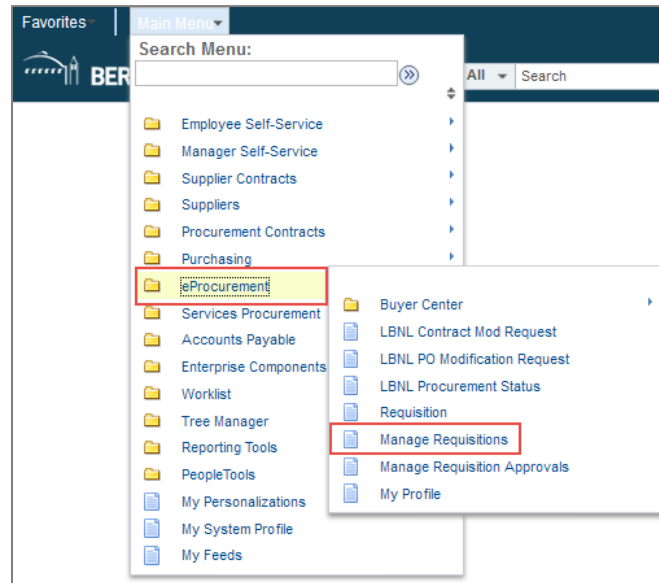 Favorites
Main Menu
Search Menu:
BER
All
Search
Employee Self-Service
Manager Self-Service
Supplier Contracts
Suppliers
Procurement Contracts
Purchasing
eProcurement
Services Procurement
Accounts Payable
Enterprise Components
Worklist
Tree Manager
Reporting Tools
PeopleTools
My Personalizations
My System Profile
My Feeds
Buyer Center
LBNL Contract Mod Request
LBNL PO Modification Request
LBNL Procurement Status
Requisition
Manage Requisitions
Manage Requisition Approvals
My Profile